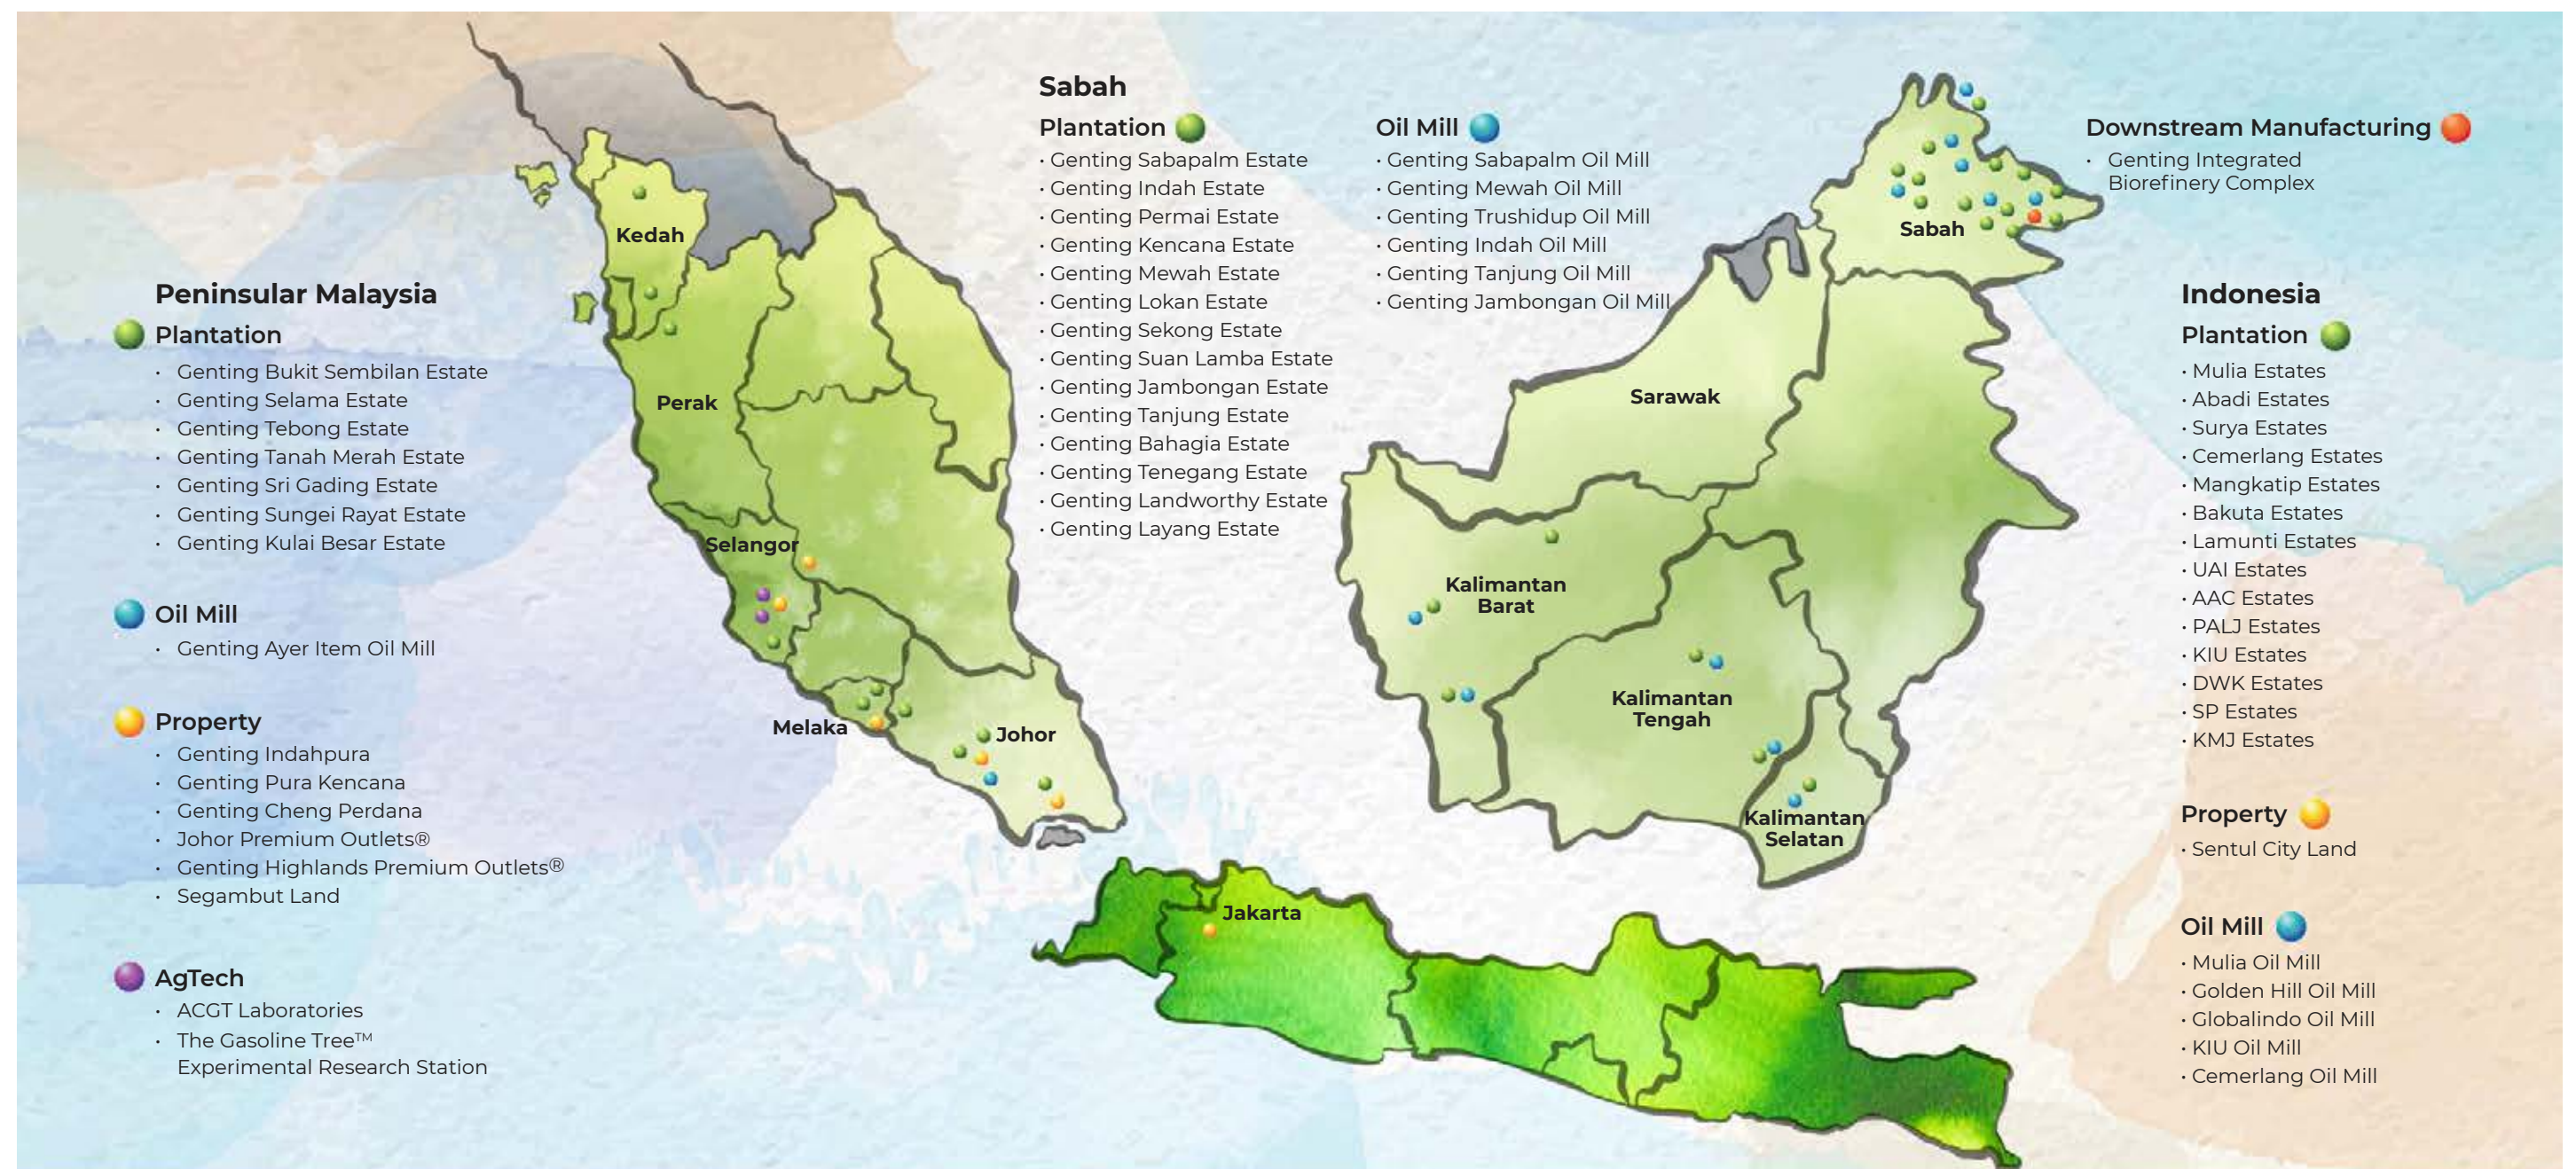 Peninsular Malaysia
Plantation
• Genting Bukit Sembilan Estate
• Genting Selama Estate
• Genting Tebong Estate
• Genting Tanah Merah Estate
• Genting Sri Gading Estate
• Genting Sungei Rayat Estate
• Genting Kulai Besar Estate
Oil Mill
• Genting Ayer Item Oil Mill
Property
• Genting Indahpura
• Genting Pura Kencana
• Genting Cheng Perdana
• Johor Premium Outlets®
• Genting Highlands Premium Outlets®
• Segambut Land
AgTech
• ACGT Laboratories
• The Gasoline Tree™
Experimental Research Station
Kedah
Perak
Selangor
Melaka
Johor
Sabah
Plantation
• Genting Sabapalm Estate
• Genting Indah Estate
• Genting Permai Estate
• Genting Kencana Estate
• Genting Mewah Estate
• Genting Lokan Estate
• Genting Sekong Estate
• Genting Suan Lamba Estate
• Genting Jambongan Estate
• Genting Tanjung Estate
• Genting Bahagia Estate
• Genting Tenegang Estate
• Genting Landworthy Estate
• Genting Layang Estate
Oil Mill
• Genting Sabapalm Oil Mill
• Genting Mewah Oil Mill
• Genting Trushidup Oil Mill
• Genting Indah Oil Mill
• Genting Tanjung Oil Mill
• Genting Jambongan Oil Mill
Downstream Manufacturing
• Genting Integrated
Biorefinery Complex
Sabah
Sarawak
Kalimantan
Barat
Kalimantan
Tengah
Kalimantan
Selatan
Jakarta
Indonesia
Plantation
• Mulia Estates
• Abadi Estates
• Surya Estates
• Cemerlang Estates
• Mangkatip Estates
• Bakuta Estates
• Lamunti Estates
• UAI Estates
• AAC Estates
• PALJ Estates
• KIU Estates
• DWK Estates
• SP Estates
• KMJ Estates
Property
• Sentul City Land
Oil Mill
• Mulia Oil Mill
• Golden Hill Oil Mill
• Globalindo Oil Mill
• KIU Oil Mill
• Cemerlang Oil Mill